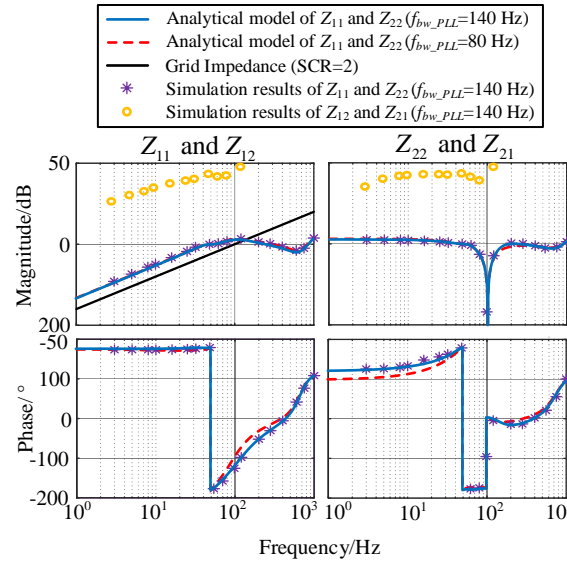 Analytical model of Z11 and Z22 (fbw_PLL=140 Hz)
Analytical model of Z11 and Z22 (fbw_PLL=80 Hz)
Grid Impedance (SCR=2)
Simulation results of Z11 and Z22 (fbw_PLL=140 Hz)
Simulation results of Z12 and Z21 (fbw_PLL=140 Hz)
Z11 and Z12
Z22 and Z21
50
0
200
Magnitude/dB
-50
100
0
-100
-200
Phase/ °
10^0
10^1
10^2
10^3
10^0
10^1
10^2
10^3
Frequency/Hz